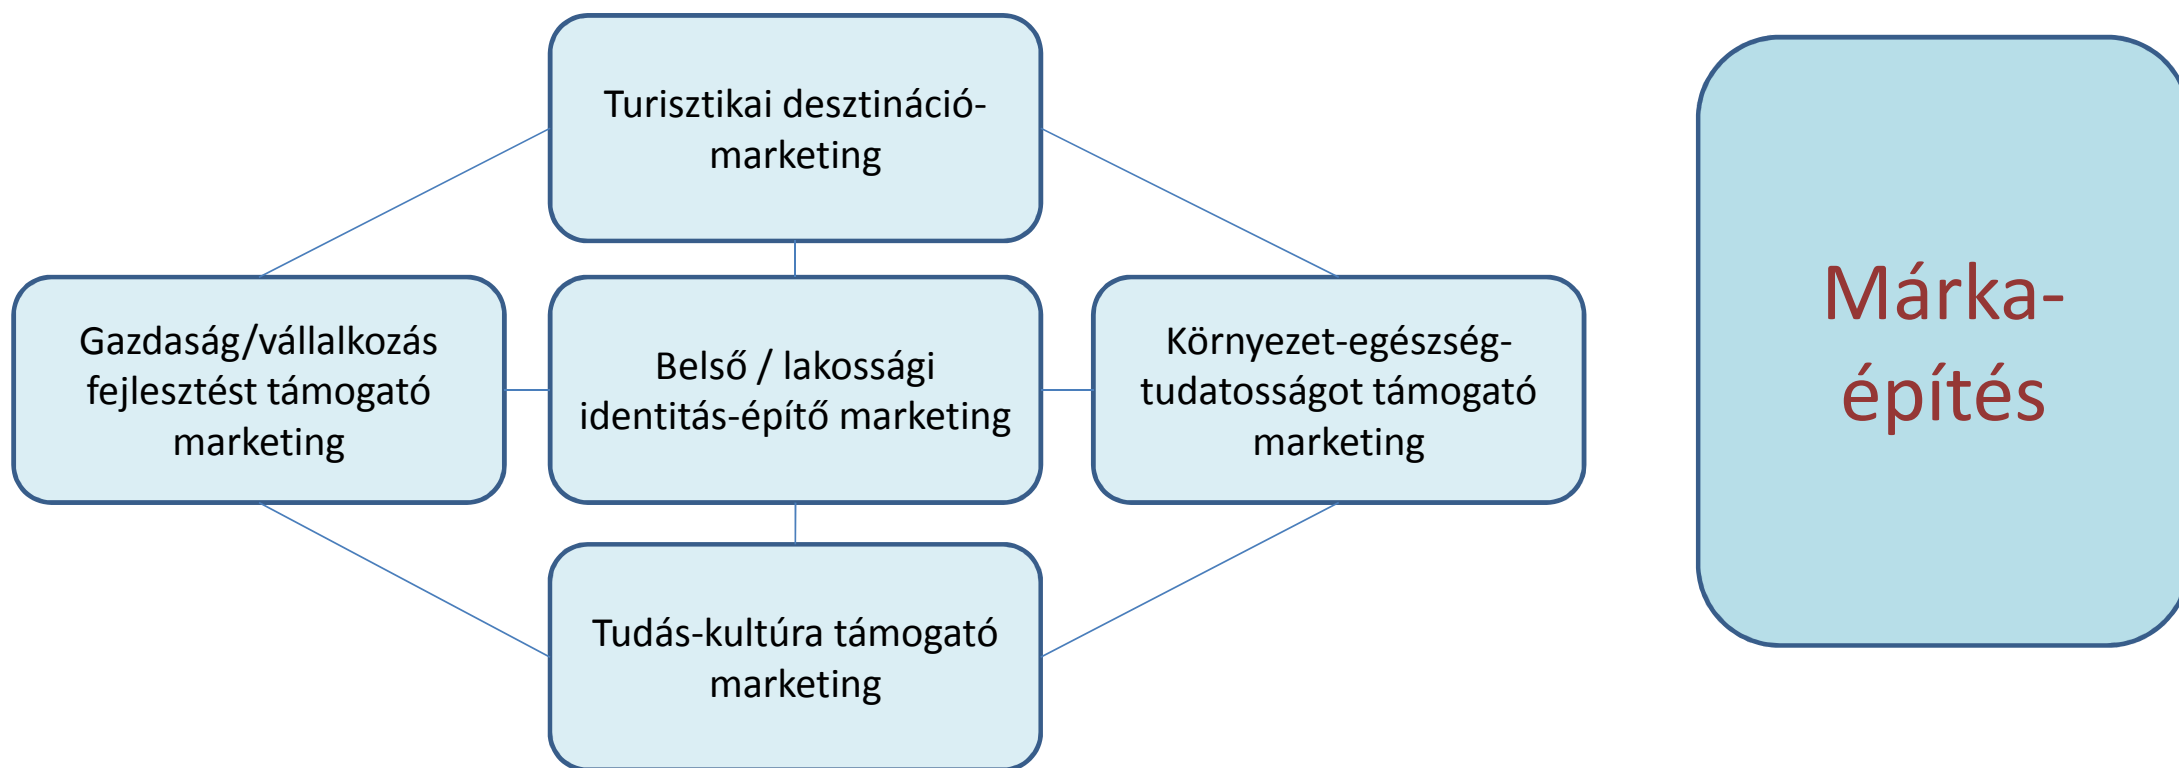 Turisztikai desztináció-
marketing
Gazdaság/vállalkozás
fejlesztést támogató
marketing
Belső / lakossági
identitás-építő marketing
Környezet-egészség-
tudatosságot támogató
marketing
Tudás-kultúra támogató
marketing
Márka-
építés